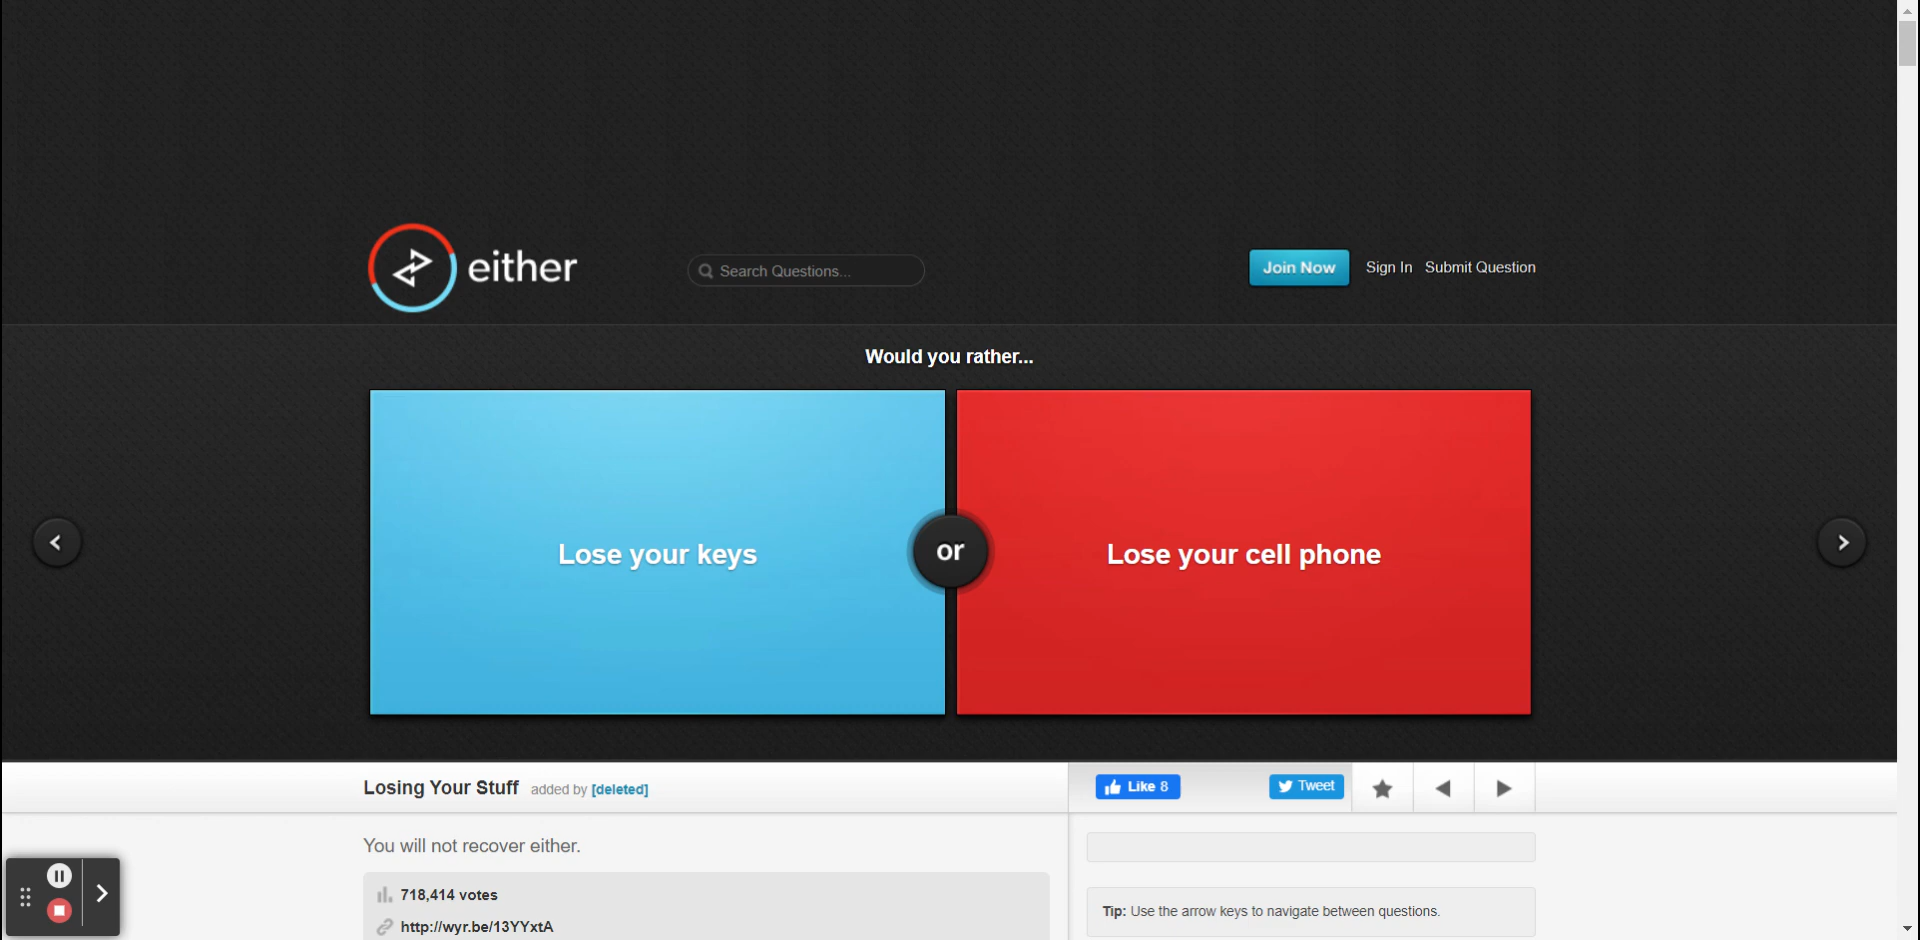 either
Search Questions...
Join Now
Sign In
Submit Question
Would you rather...
Lose your keys
or
Lose your cell phone
Losing Your Stuff added by [deleted]
Like 8
Tweet
You will not recover either.
718,414 votes
http://wyr.be/13YYxtA
Tip: Use the arrow keys to navigate between questions.